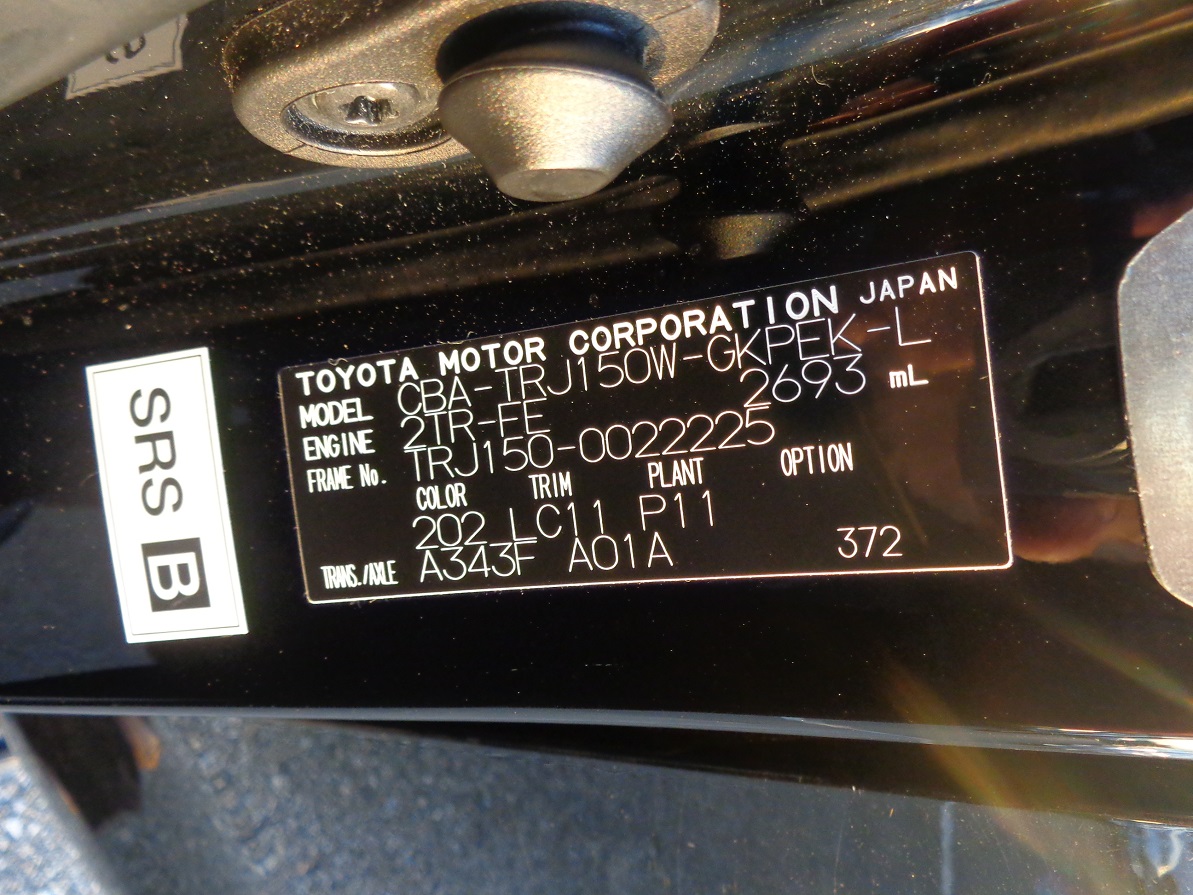 e
TOYOTA MOTOR CORPORATION JAPAN
MODEL CBA-TRJ150W-GKPEK-L
ENGINE 2TR-FE 2693 mL
FRAME No. TRJ150-0022225
COLOR TRIM PLANT OPTION
202 LC11 P11
TRANS./AXLE A343F A01A 372
SRS B